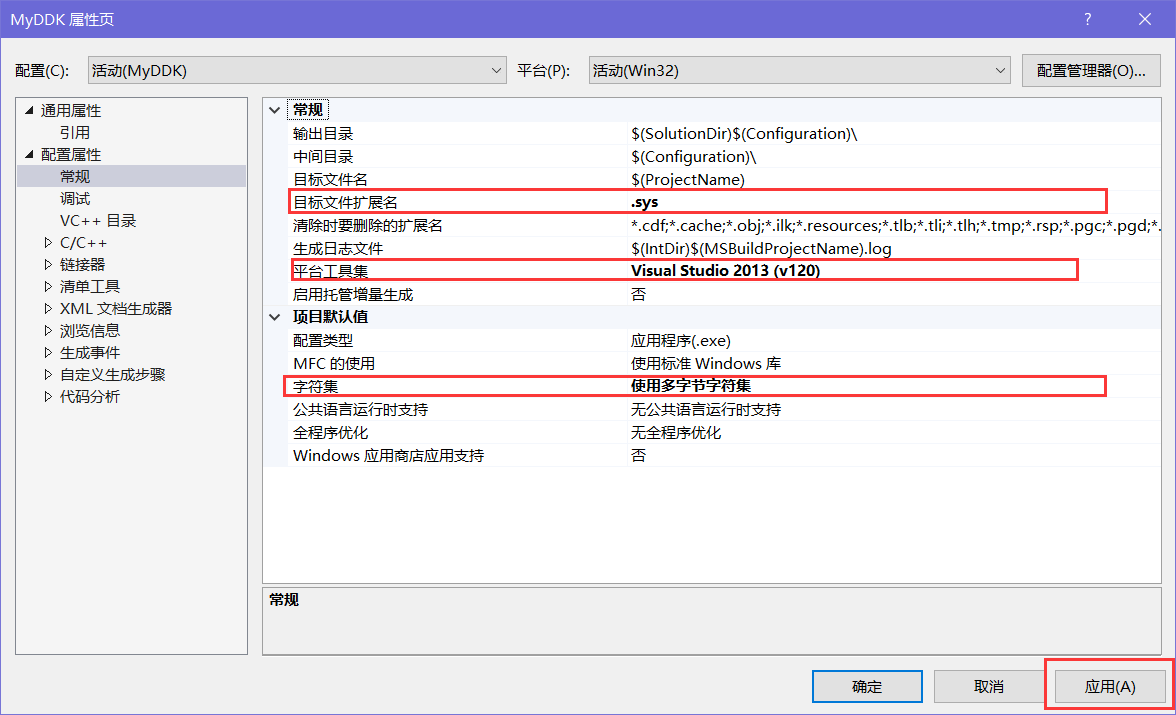 MyDDK 属性页
配置(C): 活动(MyDDK) 平台(P): 活动(Win32) 配置管理器(O)...
通用属性
引用
配置属性
常规
调试
VC++ 目录
C/C++
链接器
清单工具
XML 文档生成器
浏览信息
生成事件
自定义生成步骤
代码分析
常规
输出目录 $(SolutionDir)$(Configuration)\
中间目录 $(Configuration)\
目标文件名 $(ProjectName)
目标文件扩展名 .sys
清除时要删除的扩展名 *.cdf;*.cache;*.obj;*.ilk;*.resources;*.tlb;*.tli;*.tlh;*.tmp;*.rsp;*.pgc;*.pgd;*.
生成日志文件 $(IntDir)$(MSBuildProjectName).log
平台工具集 Visual Studio 2013 (v120)
启用托管增量生成 否
项目默认值
配置类型 应用程序(.exe)
MFC 的使用 使用标准 Windows 库
字符集 使用多字节字符集
公共语言运行时支持 无公共语言运行时支持
全程序优化 无全程序优化
Windows 应用商店应用支持 否
常规
确定 取消 应用(A)